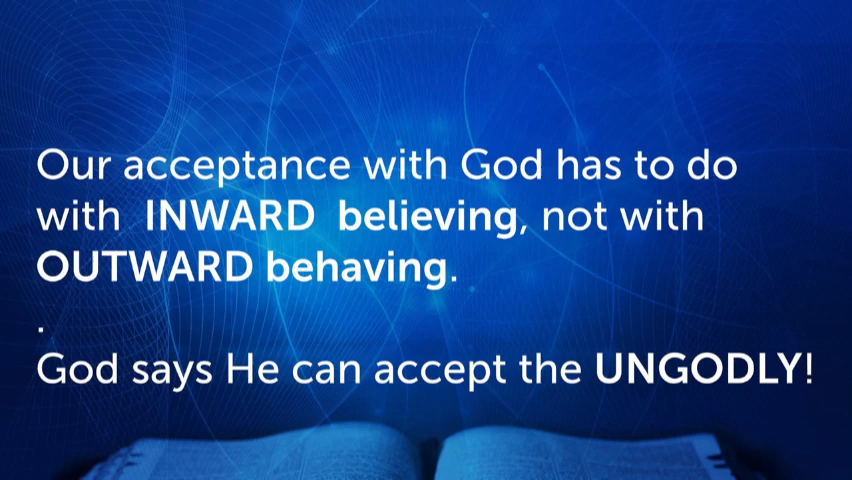 Our acceptance with God has to do
with INWARD believing, not with
OUTWARD behaving.
.
God says He can accept the UNGODLY!